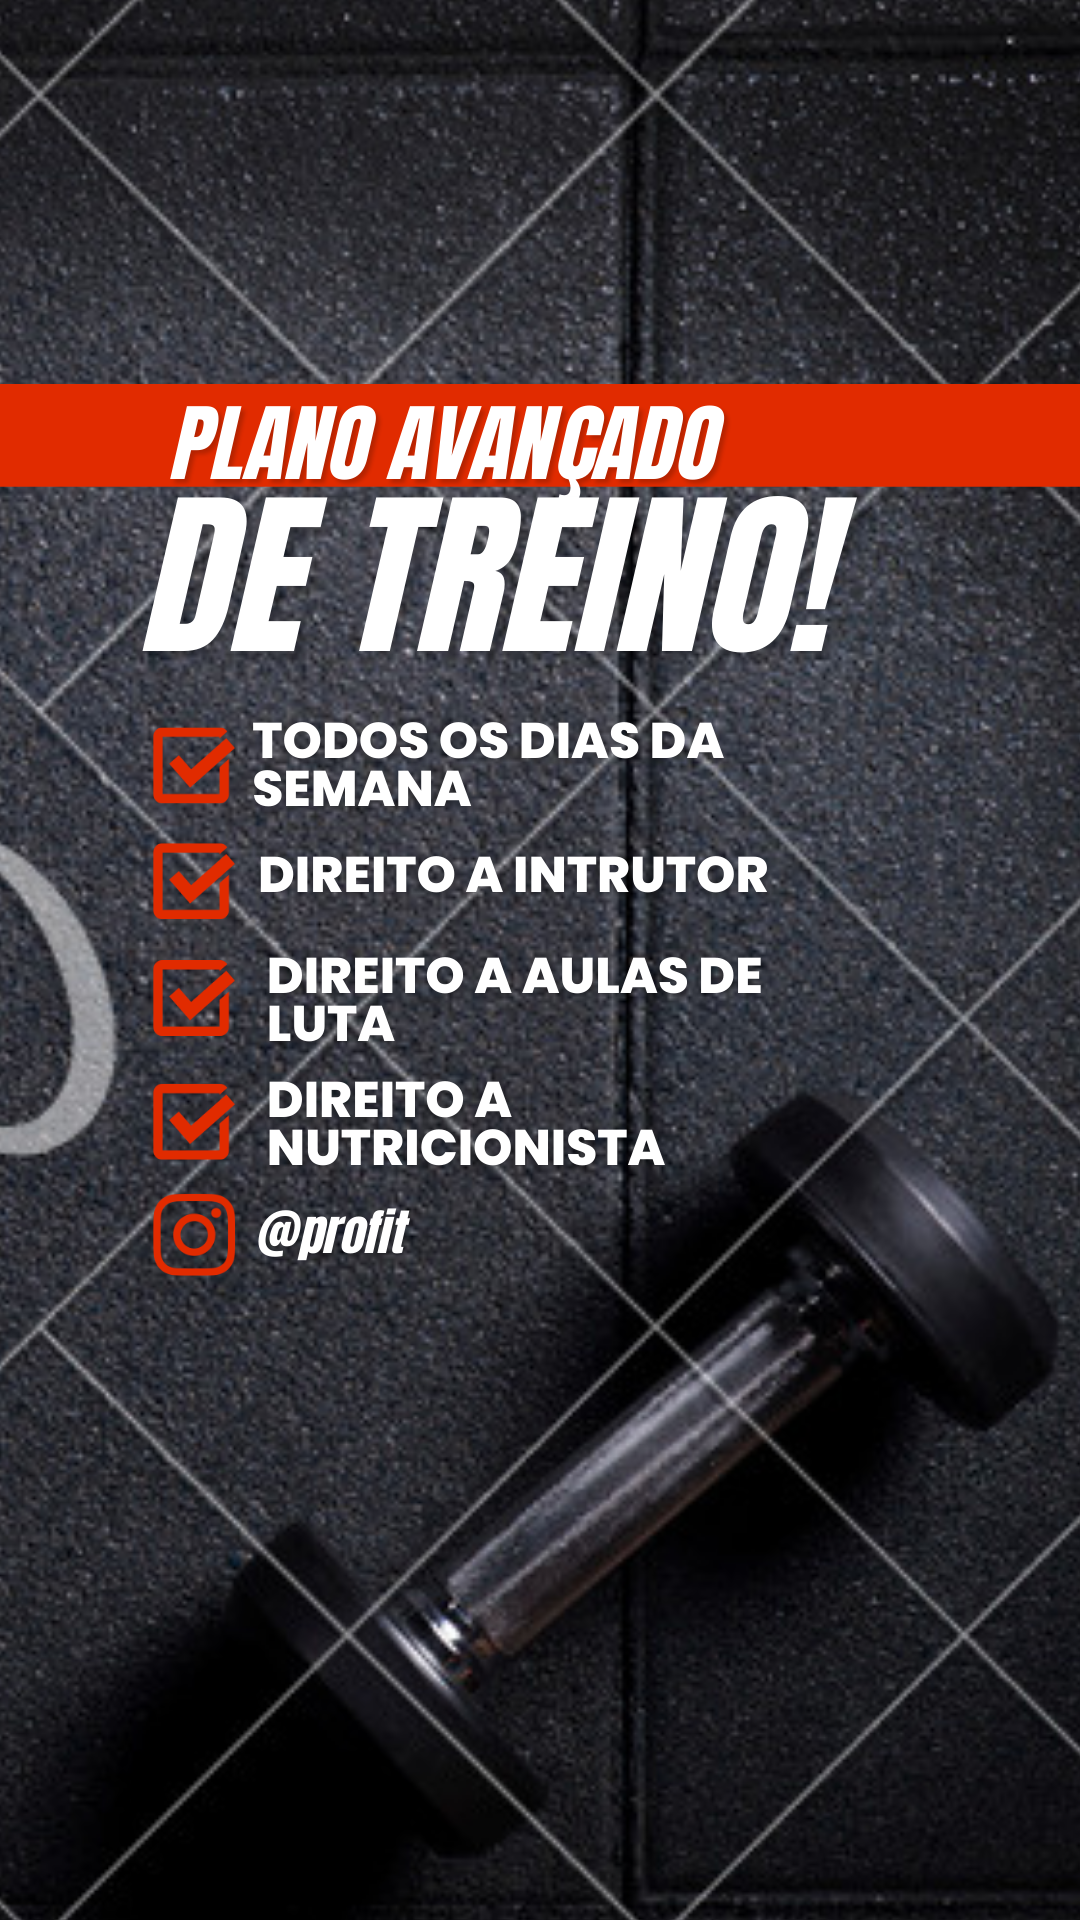 PLANO AVANÇADO
DE TREINO!
TODOS OS DIAS DA
SEMANA
DIREITO A INTRUTOR
DIREITO A AULAS DE
LUTA
DIREITO A
NUTRICIONISTA
@profit